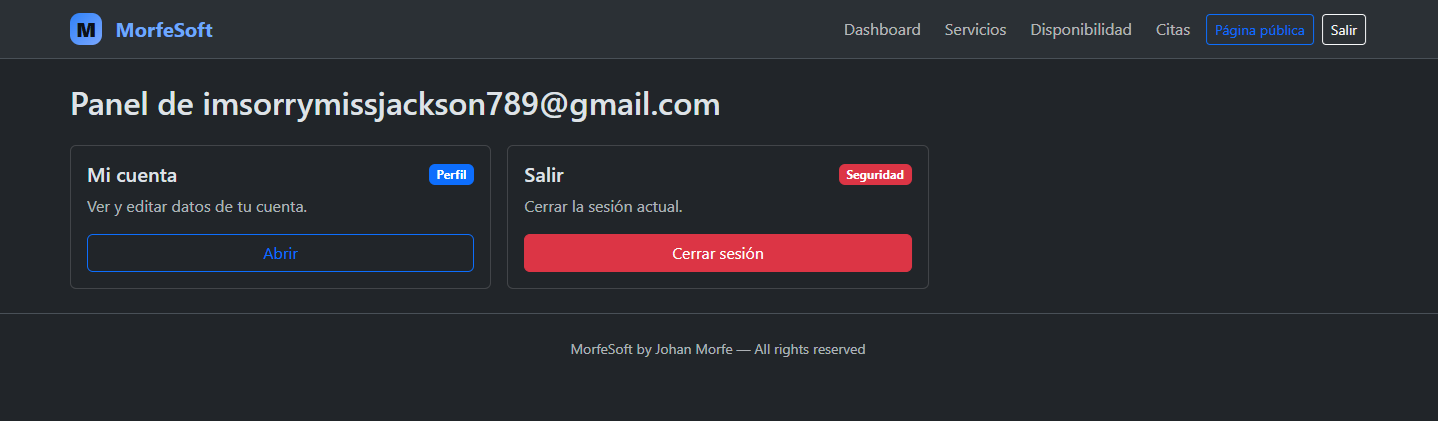 M MorfeSoft Dashboard Servicios Disponibilidad Citas Página pública Salir
Panel de imsorrymissjackson789@gmail.com
Mi cuenta Perfil
Ver y editar datos de tu cuenta.
Abrir
Salir Seguridad
Cerrar la sesión actual.
Cerrar sesión
MorfeSoft by Johan Morfe — All rights reserved